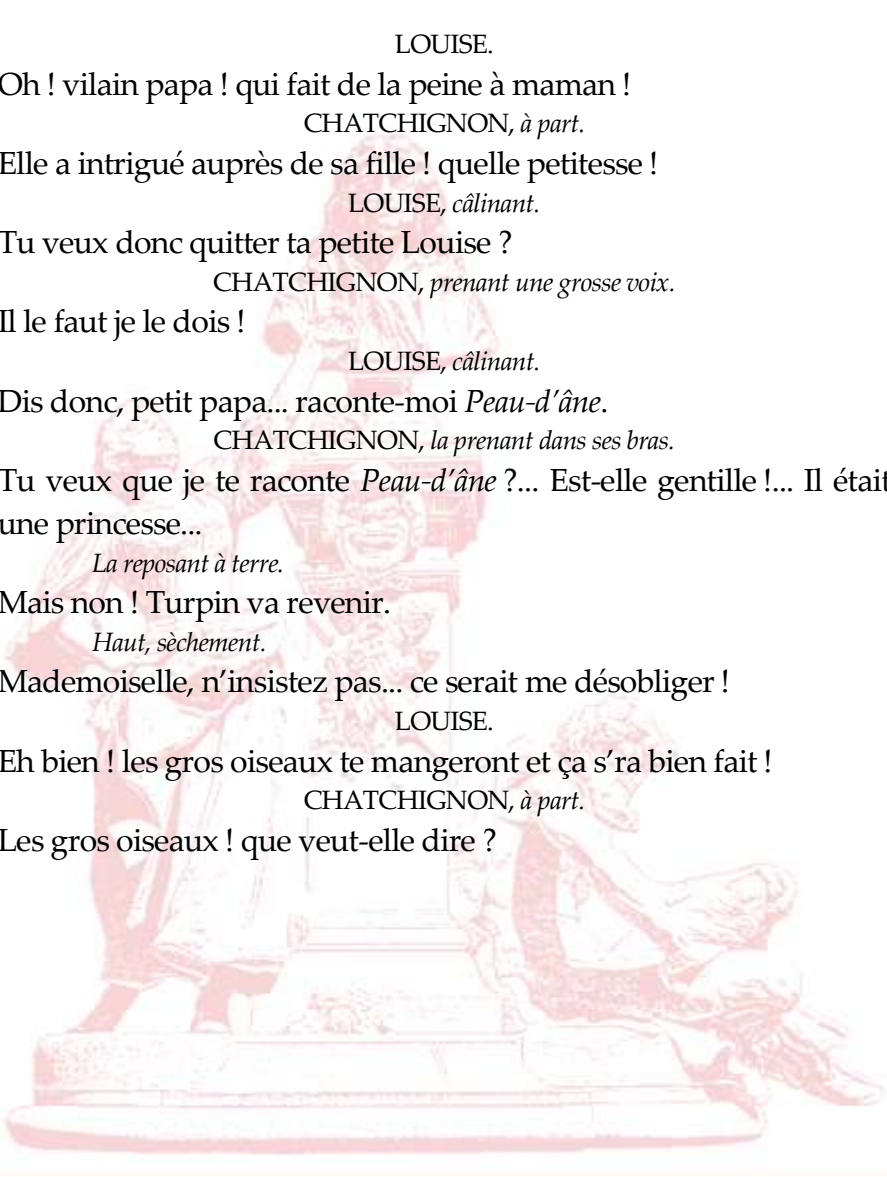 LOUISE.
Oh ! vilain papa ! qui fait de la peine à maman !
CHATCHIGNON, à part.
Elle a intrigué auprès de sa fille ! quelle petitesse !
LOUISE, câlinant.
Tu veux donc quitter ta petite Louise ?
CHATCHIGNON, prenant une grosse voix.
Il le faut je le dois !
LOUISE, câlinant.
Dis donc, petit papa... raconte-moi Peau-d’âne.
CHATCHIGNON, la prenant dans ses bras.
Tu veux que je te raconte Peau-d’âne ?... Est-elle gentille !... Il était
une princesse...
La reposant à terre.
Mais non ! Turpin va revenir.
Haut, sèchement.
Mademoiselle, n’insistez pas... ce serait me désobliger !
LOUISE.
Eh bien ! les gros oiseaux te mangeront et ça s’ra bien fait !
CHATCHIGNON, à part.
Les gros oiseaux ! que veut-elle dire ?